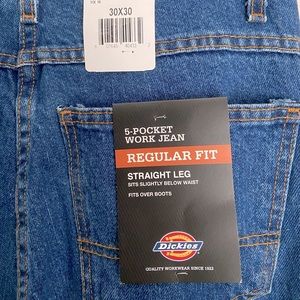 30X30
5-POCKET
WORK JEAN
REGULAR FIT
STRAIGHT LEG
SITS SLIGHTLY BELOW WAIST
FITS OVER BOOTS
Dickies
QUALITY WORKWEAR SINCE 1922